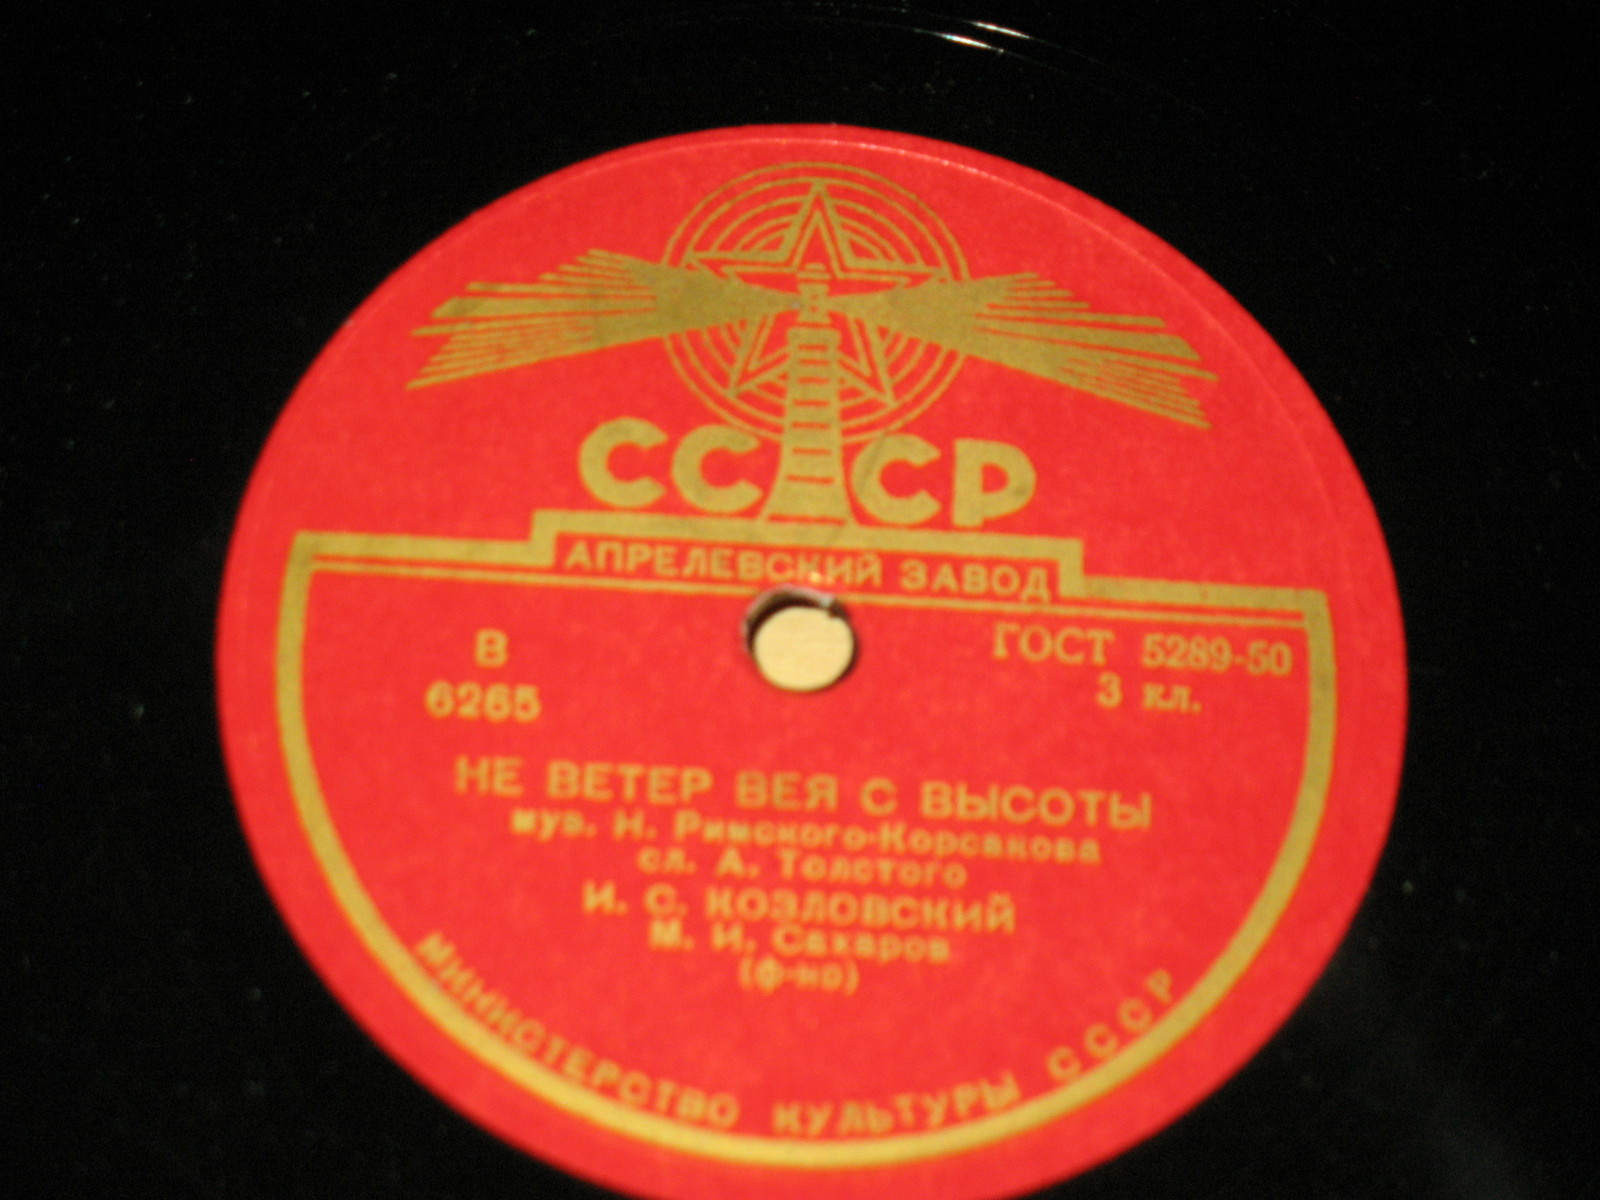 СССР
АПРЕЛЕВСКИЙ ЗАВОД
В
6265
ГОСТ 5289-50
3 кл.
НЕ ВЕТЕР ВЕЯ С ВЫСОТЫ
муз. Н. Римского-Корсакова
сл. А. Толстого
И. С. КОЗЛОВСКИЙ
М. И. Сахаров
(ф-но)
МИНИСТЕРСТВО КУЛЬТУРЫ СССР